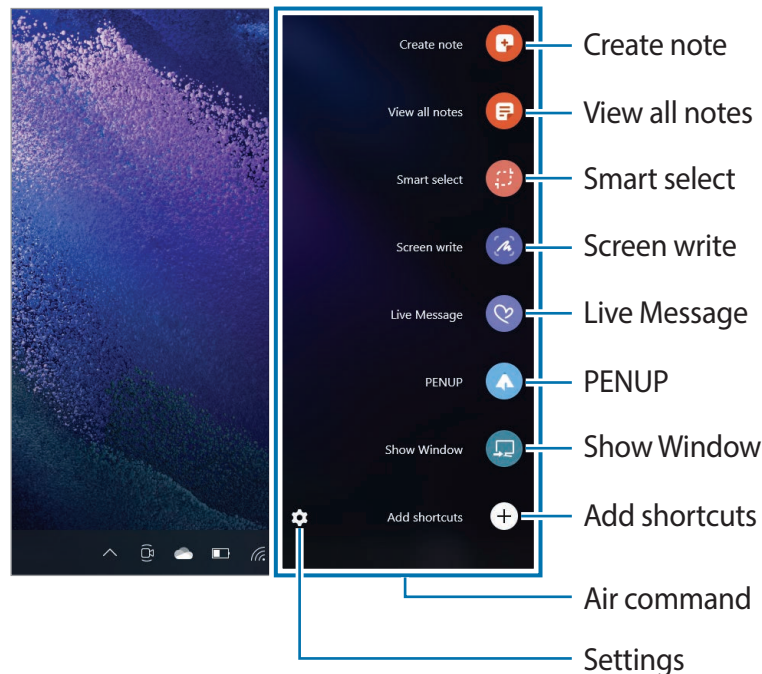 Create note
Create note
View all notes
View all notes
Smart select
Smart select
Screen write
Screen write
Live Message
Live Message
PENUP
PENUP
Show Window
Show Window
Add shortcuts
Add shortcuts
Air command
Settings